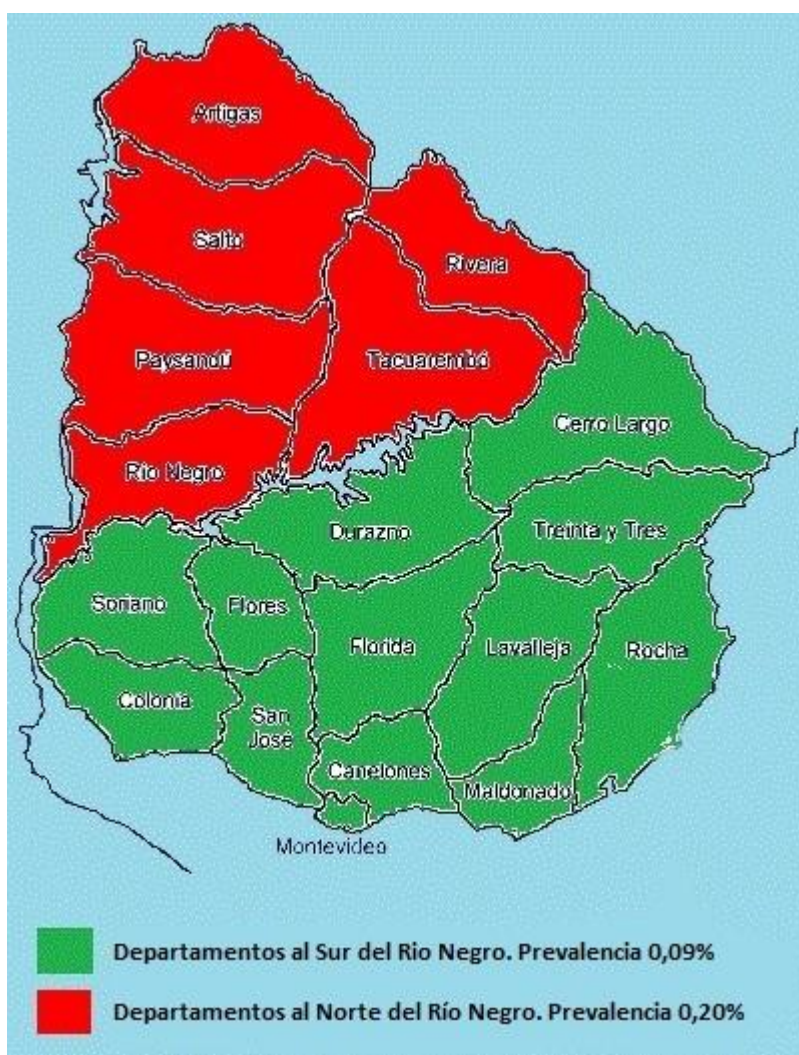 Artigas
Salto
Rivera
Paysandú
Tacuarembó
Cerro Largo
Río Negro
Durazno
Treinta y Tres
Soriano
Flores
Florida
Lavalleja
Rocha
Colonia
San
José
Canelones
Maldonado
Montevideo
Departamentos al Sur del Rio Negro. Prevalencia 0,09%
Departamentos al Norte del Río Negro. Prevalencia 0,20%